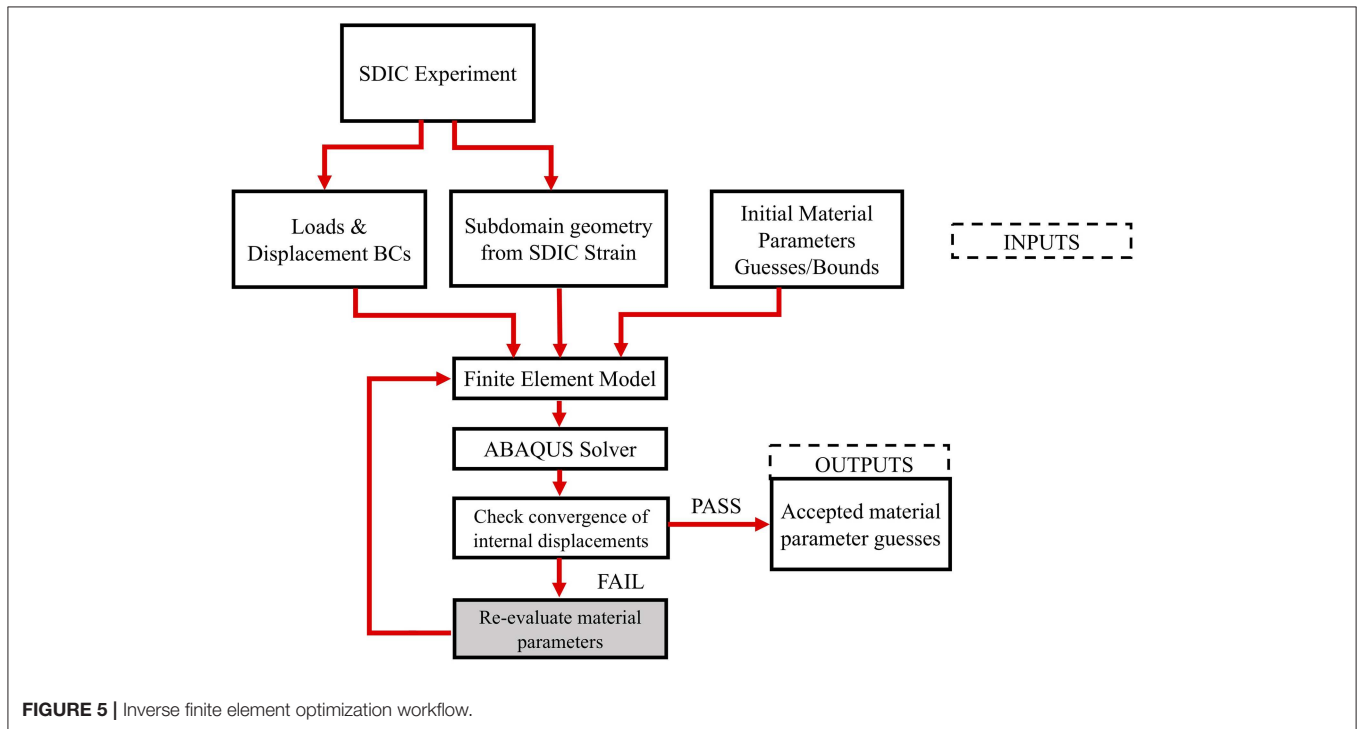 SDIC Experiment
Loads &
Displacement BCs
Subdomain geometry
from SDIC Strain
Initial Material
Parameters
Guesses/Bounds
INPUTS
Finite Element Model
ABAQUS Solver
OUTPUTS
Check convergence of
internal displacements
PASS
Accepted material
parameter guesses
FAIL
Re-evaluate material
parameters
FIGURE 5 | Inverse finite element optimization workflow.